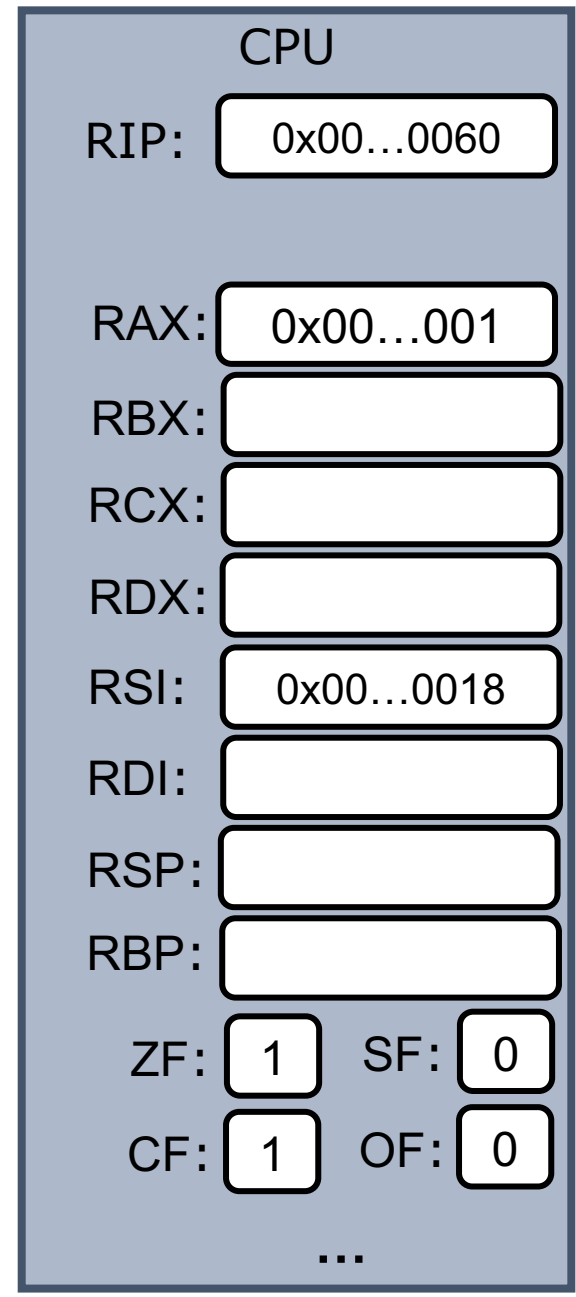 CPU
RIP: 0x00...0060
RAX: 0x00...001
RBX:
RCX:
RDX:
RSI: 0x00...0018
RDI:
RSP:
RBP:
ZF: 1 SF: 0
CF: 1 OF: 0
...